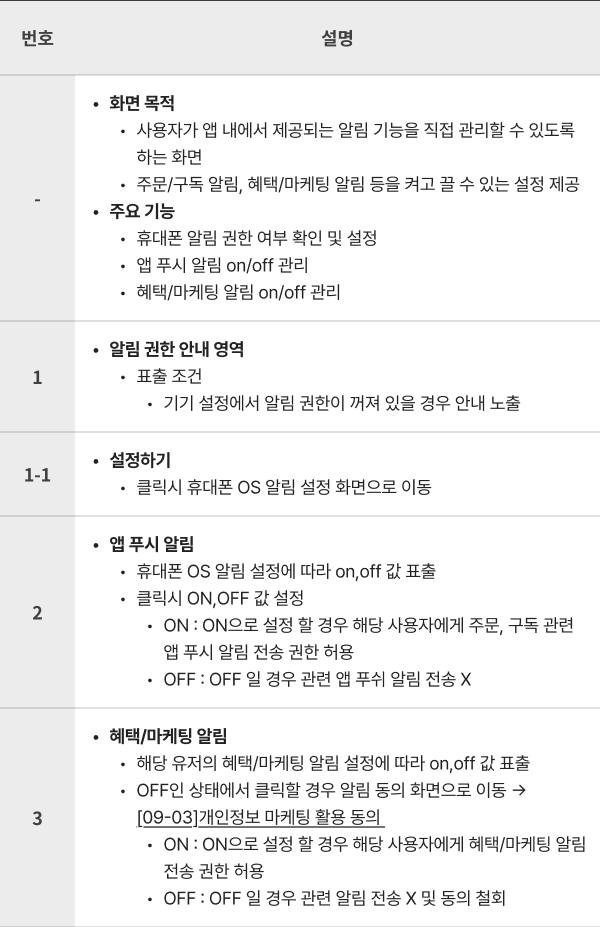 번호 설명
- • 화면 목적
• 사용자가 앱 내에서 제공되는 알림 기능을 직접 관리할 수 있도록
하는 화면
• 주문/구독 알림, 혜택/마케팅 알림 등을 켜고 끌 수 있는 설정 제공
• 주요 기능
• 휴대폰 알림 권한 여부 확인 및 설정
• 앱 푸시 알림 on/off 관리
• 혜택/마케팅 알림 on/off 관리
1 • 알림 권한 안내 영역
• 표출 조건
• 기기 설정에서 알림 권한이 꺼져 있을 경우 안내 노출
1-1 • 설정하기
• 클릭시 휴대폰 OS 알림 설정 화면으로 이동
2 • 앱 푸시 알림
• 휴대폰 OS 알림 설정에 따라 on,off 값 표출
• 클릭시 ON,OFF 값 설정
• ON : ON으로 설정 할 경우 해당 사용자에게 주문, 구독 관련
앱 푸시 알림 전송 권한 허용
• OFF : OFF 일 경우 관련 앱 푸쉬 알림 전송 X
3 • 혜택/마케팅 알림
• 해당 유저의 혜택/마케팅 알림 설정에 따라 on,off 값 표출
• OFF인 상태에서 클릭할 경우 알림 동의 화면으로 이동 →
[09-03]개인정보 마케팅 활용 동의
• ON : ON으로 설정 할 경우 해당 사용자에게 혜택/마케팅 알림
전송 권한 허용
• OFF : OFF 일 경우 관련 알림 전송 X 및 동의 철회